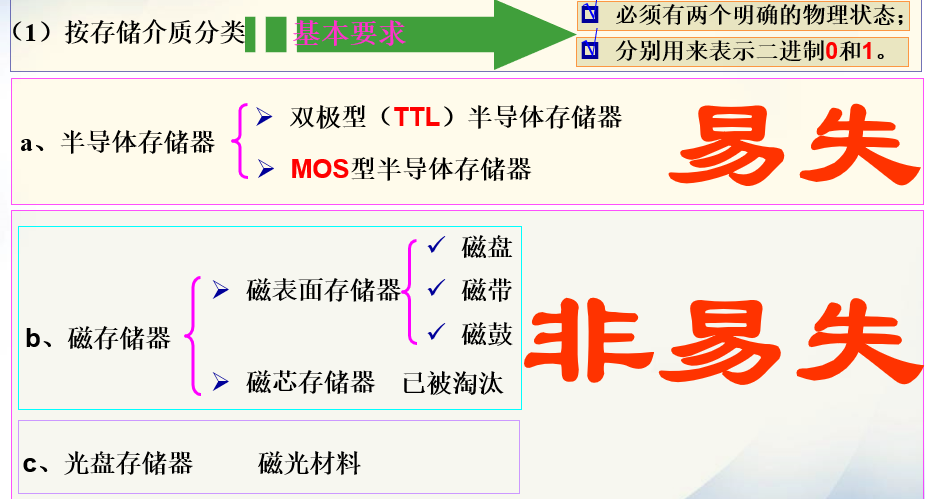 （1）按存储介质分类
基本要求
必须有两个明确的物理状态；
分别用来表示二进制0和1。
a、半导体存储器
双极型（TTL）半导体存储器
MOS型半导体存储器
易失
b、磁存储器
磁表面存储器
磁盘
磁带
磁鼓
磁芯存储器 已被淘汰
非易失
c、光盘存储器 磁光材料